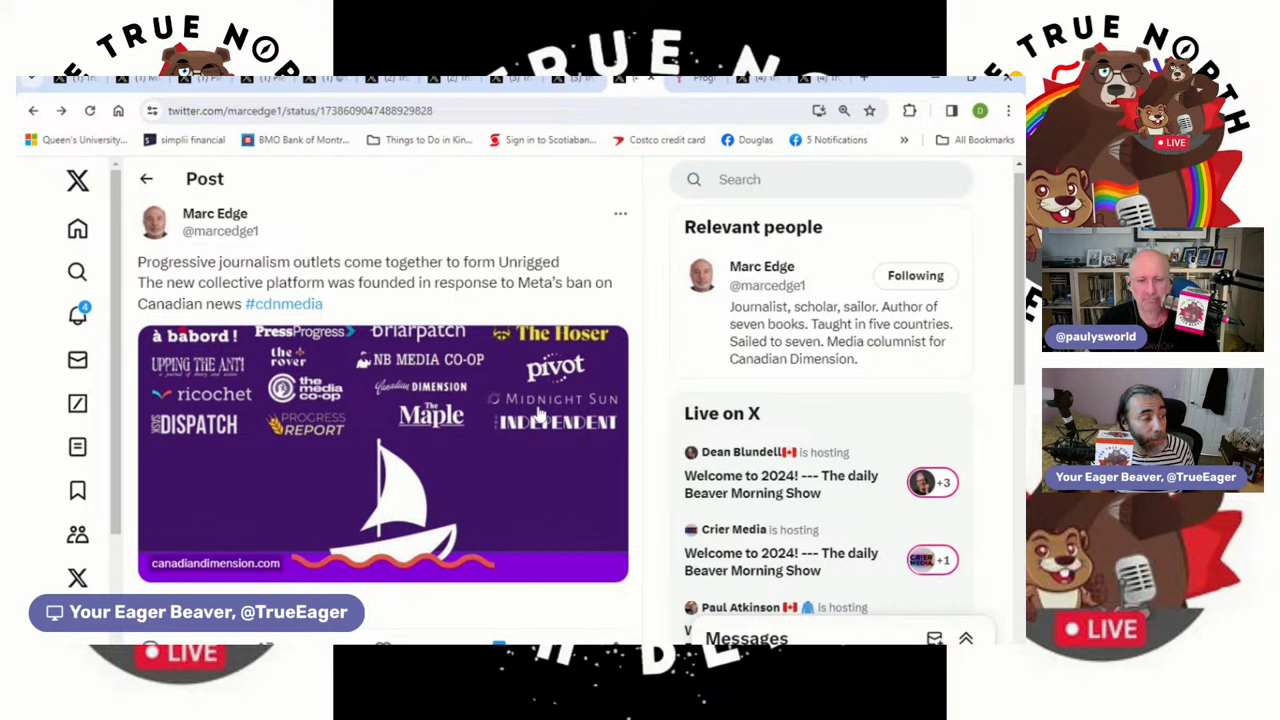 TRUE NORTH
TRUE N
TRUE NORTH
twitter.com/marcedge1/status/1738609047488929828
Queen's University...
simplii financial
BMO Bank of Montr...
Things to Do in Kin...
Sign in to Scotiaban...
Costco credit card
Douglas
5 Notifications
»
All Bookmarks
LIVE
Post
Search
Marc Edge
@marcedge1
Progressive journalism outlets come together to form Unrigged
The new collective platform was founded in response to Meta's ban on
Canadian news #cdnmedia
4
à bâbord !
PressProgress
briarpatch
The Hoser
UPPING THE ANTI
the rover
NB MEDIA CO-OP
pivot
ricochet
the media co-op
Canadian DIMENSION
MIDNIGHT SUN
SASK DISPATCH
PROGRESS REPORT
The Maple
INDEPENDENT
canadiandimension.com
Relevant people
Marc Edge
@marcedge1
Following
Journalist, scholar, sailor. Author of
seven books. Taught in five countries.
Sailed to seven. Media columnist for
Canadian Dimension.
Live on X
Dean Blundell is hosting
Welcome to 2024! --- The daily
Beaver Morning Show
+3
Crier Media is hosting
Welcome to 2024! --- The daily
Beaver Morning Show
+1
Paul Atkinson is hosting
Messages
@paulysworld
Your Eager Beaver, @TrueEager
Your Eager Beaver, @TrueEager
LIVE
LIVE